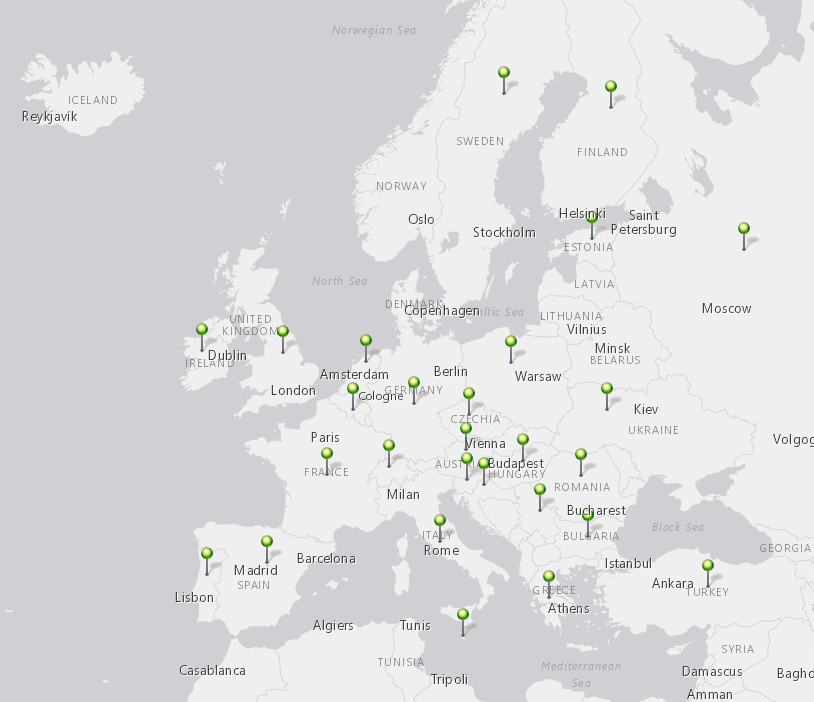 Norwegian Sea
ICELAND
Reykjavík
SWEDEN
FINLAND
NORWAY
Oslo
Helsinki
Saint
Petersburg
Stockholm
ESTONIA
North Sea
LATVIA
DENMARK
Copenhagen
ltic Sea
LITHUANIA
Moscow
UNITED
KINGDOM
Vilnius
Minsk
BELARUS
Dublin
IRELAND
Amsterdam
Berlin
Warsaw
London
Cologne
GERMANY
Kiev
CZECHIA
UKRAINE
Paris
Vienna
Volgog
FRANCE
AUSTRIA
Budapest
HUNGARY
ROMANIA
Milan
Bucharest
Black Sea
ITALY
BULGARIA
Rome
GEORGIA
Barcelona
Madrid
SPAIN
Istanbul
Ankara
TURKEY
GREECE
Lisbon
Athens
Algiers
Tunis
SYRIA
Casablanca
TUNISIA
Mediterranean
Sea
Damascus
Baghd
Tripoli
Amman